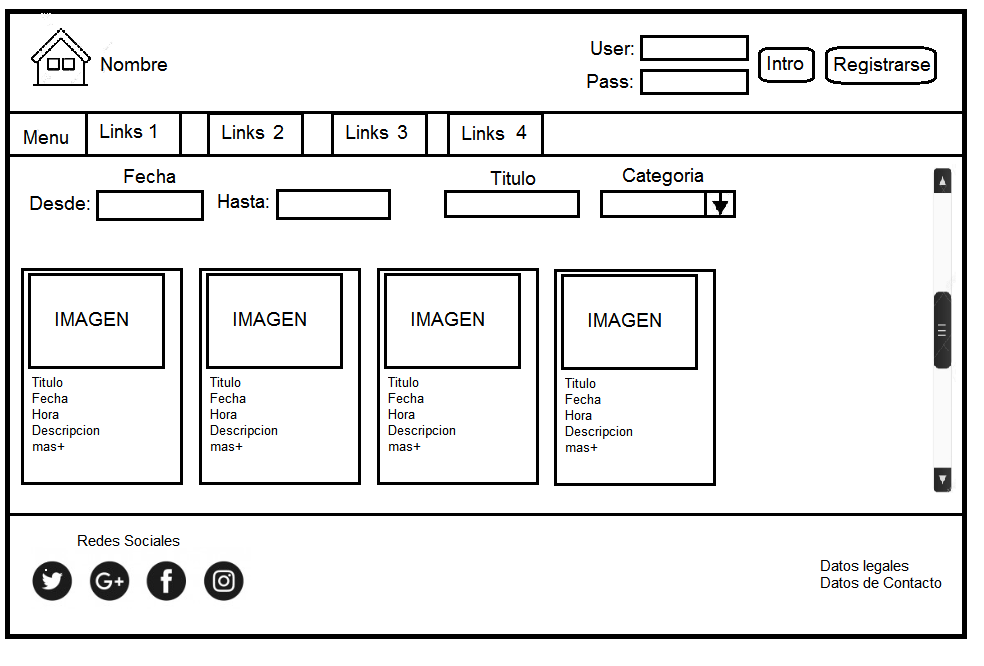 Nombre
User:
Pass:
Intro
Registrarse
Menu
Links 1
Links 2
Links 3
Links 4
Fecha
Desde:
Hasta:
Titulo
Categoria
IMAGEN
Titulo
Fecha
Hora
Descripcion
mas+
IMAGEN
Titulo
Fecha
Hora
Descripcion
mas+
IMAGEN
Titulo
Fecha
Hora
Descripcion
mas+
IMAGEN
Titulo
Fecha
Hora
Descripcion
mas+
Redes Sociales
G+
f
Datos legales
Datos de Contacto